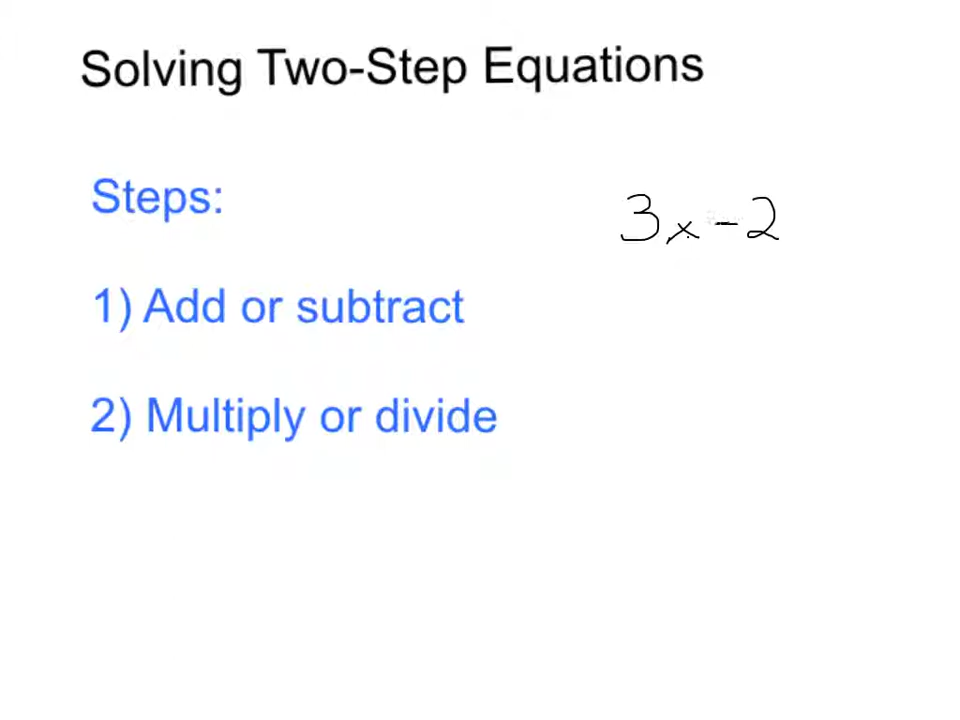 Solving Two-Step Equations
Steps:
3x-2
1) Add or subtract
2) Multiply or divide